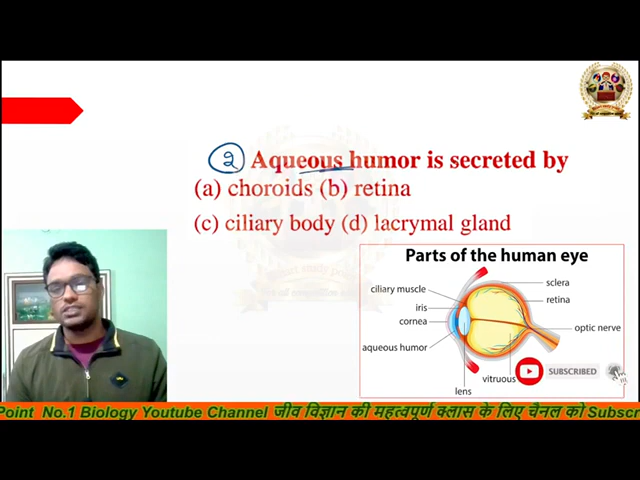 २ Aqueous humor is secreted by
(a) choroids (b) retina
(c) ciliary body (d) lacrymal gland
Parts of the human eye
ciliary muscle
iris
cornea
aqueous humor
sclera
retina
optic nerve
vitruous
lens
SUBSCRIBED
Point No.1 Biology Youtube Channel जीव विज्ञान की महत्वपूर्ण क्लास के लिए चैनल को Subscr